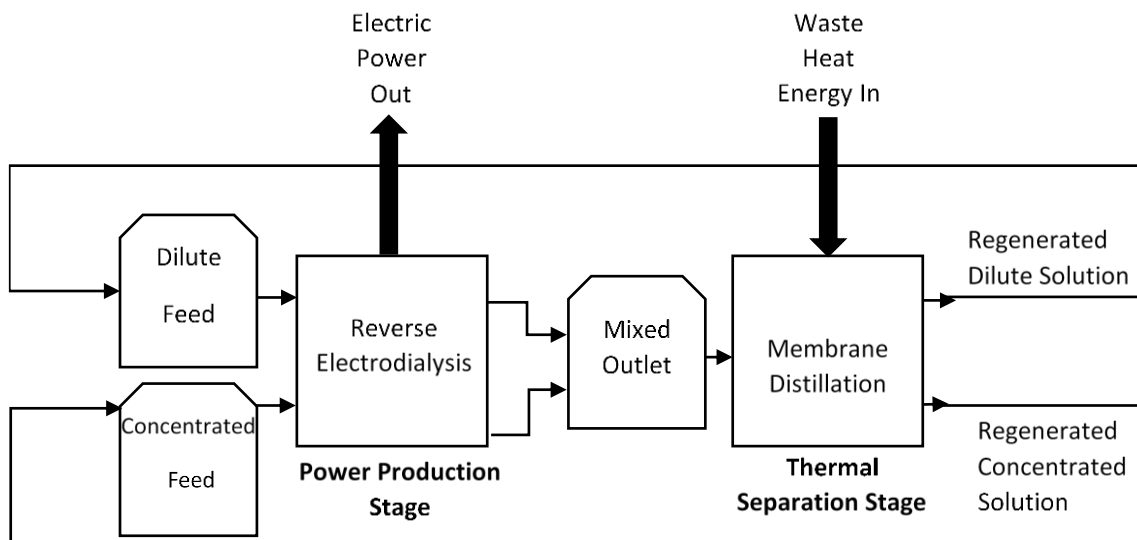 Electric
Power
Out
Waste
Heat
Energy In
Dilute
Feed
Concentrated
Feed
Reverse
Electrodialysis
Power Production
Stage
Mixed
Outlet
Membrane
Distillation
Thermal
Separation Stage
Regenerated
Dilute Solution
Regenerated
Concentrated
Solution